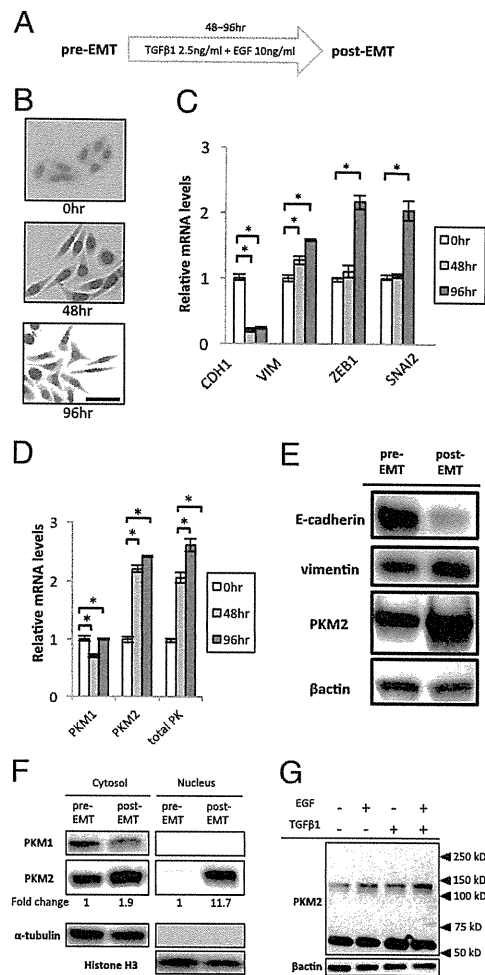 A
48–96hr
pre-EMT
TGFβ1 2.5ng/ml + EGF 10ng/ml
post-EMT
B
0hr
48hr
96hr
C
Relative mRNA levels
3
2
1
0
*
*
*
*
*
*
CDH1
VIM
ZEB1
SNAI2
0hr
48hr
96hr
D
Relative mRNA levels
3
2
1
0
*
*
*
*
*
*
PKM1
PKM2
total PK
0hr
48hr
96hr
E
pre-EMT
post-EMT
E-cadherin
vimentin
PKM2
βactin
F
Cytosol
Nucleus
pre-EMT
post-EMT
pre-EMT
post-EMT
PKM1
PKM2
Fold change
1
1.9
1
11.7
α-tubulin
Histone H3
G
EGF
- + - +
TGFβ1
- - + +
PKM2
250 kD
150 kD
100 kD
75 kD
50 kD
βactin